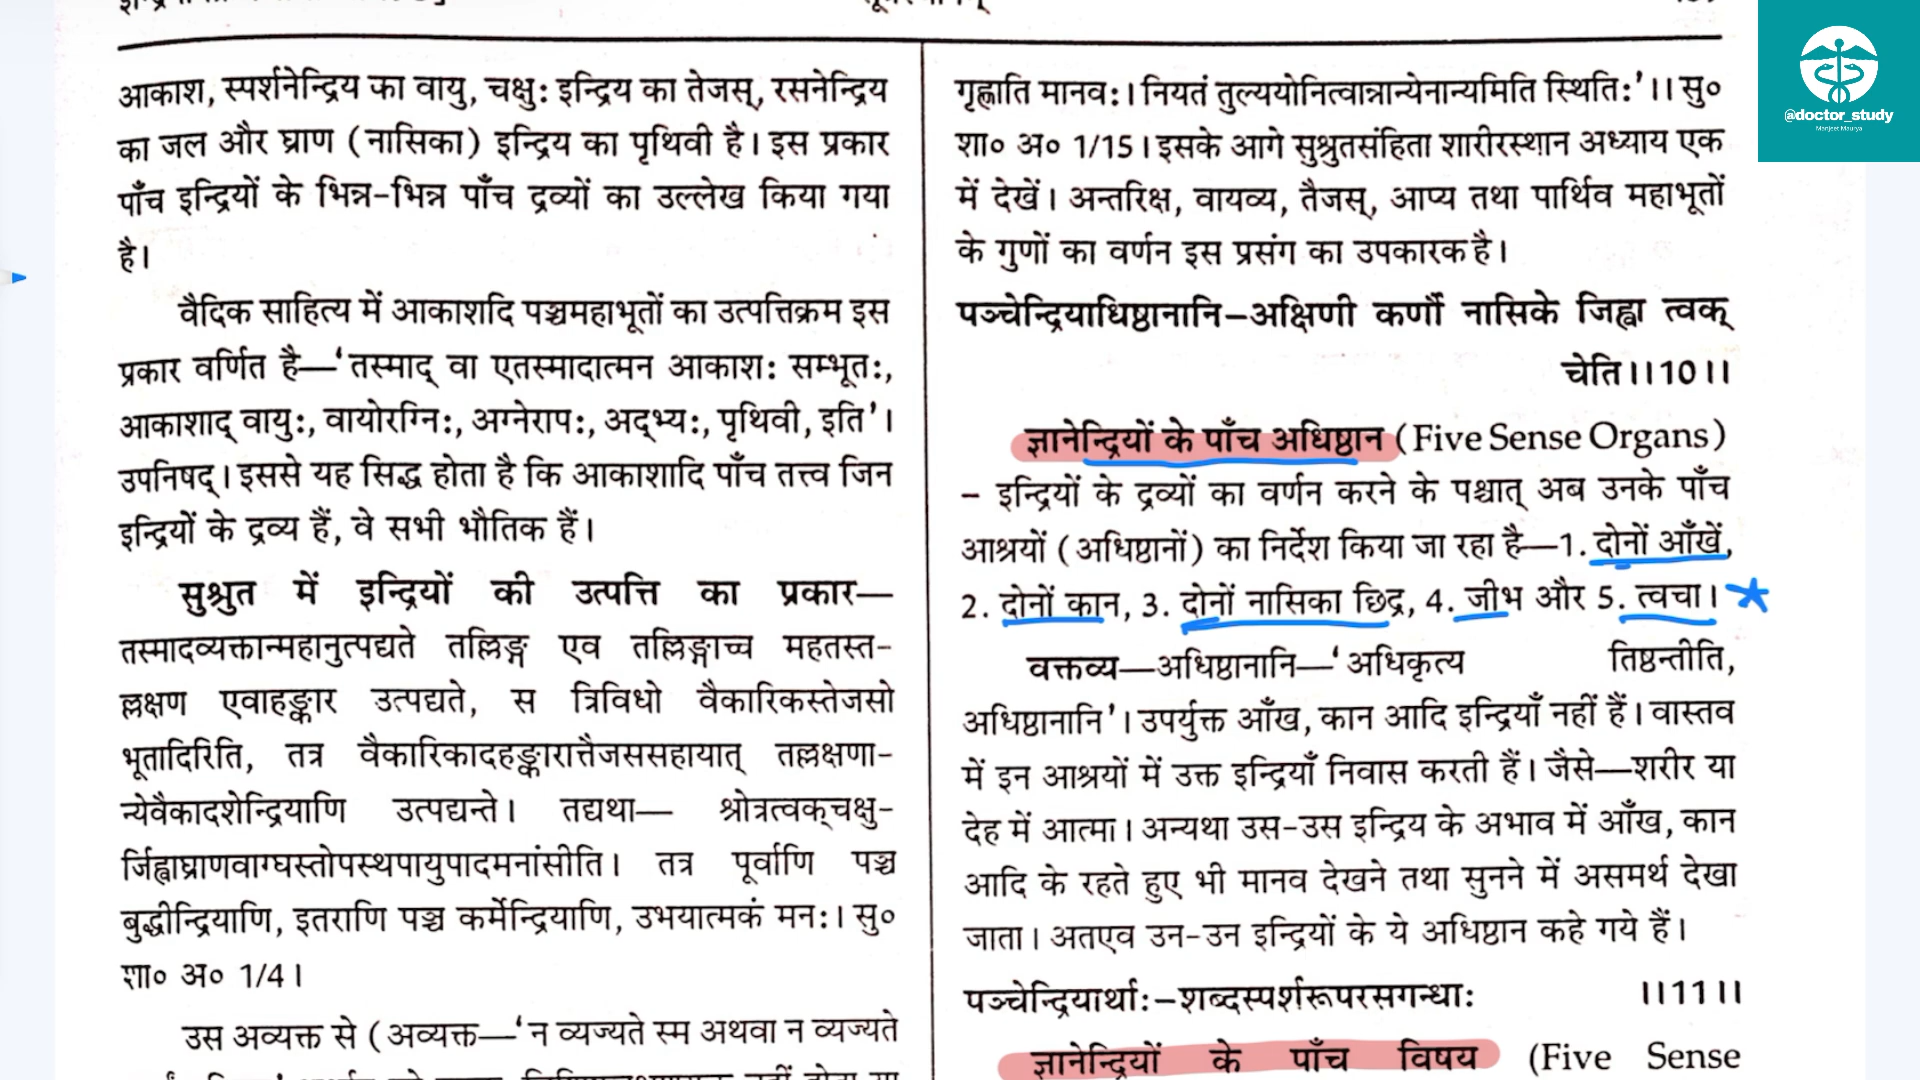 आकाश, स्पर्शनेन्द्रिय का वायु, चक्षुः इन्द्रिय का तेजस्, रसनेन्द्रिय
का जल और घ्राण (नासिका) इन्द्रिय का पृथिवी है। इस प्रकार
पाँच इन्द्रियों के भिन्न-भिन्न पाँच द्रव्यों का उल्लेख किया गया
है।
वैदिक साहित्य में आकाशदि पञ्चमहाभूतों का उत्पत्तिक्रम इस
प्रकार वर्णित है—‘तस्माद् वा एतस्मादात्मन आकाशः सम्भूतः,
आकाशाद् वायुः, वायोरग्निः, अग्नेरापः, अद्भ्यः, पृथिवी, इति’।
उपनिषद्। इससे यह सिद्ध होता है कि आकाशादि पाँच तत्त्व जिन
इन्द्रियों के द्रव्य हैं, वे सभी भौतिक हैं।
सुश्रुत में इन्द्रियों की उत्पत्ति का प्रकार—
तस्मादव्यक्तान्महानुत्पद्यते तल्लिङ्ग एव तल्लिङ्गाच्च महतस्त-
ल्लक्षण एवाहङ्कार उत्पद्यते, स त्रिविधो वैकारिकस्तेजसो
भूतादिरिति, तत्र वैकारिकादहङ्कारात्तैजससहायात् तल्लक्षणा-
न्येवैकादशेन्द्रियाणि उत्पद्यन्ते। तद्यथा— श्रोत्रत्वक्चक्षु-
र्जिह्वाघ्राणवाग्घस्तोपस्थपायुपादमनांसीति। तत्र पूर्वाणि पञ्च
बुद्धीन्द्रियाणि, इतराणि पञ्च कर्मेन्द्रियाणि, उभयात्मकं मनः। सु०
शा० अ० 1/4।
उस अव्यक्त से (अव्यक्त—‘न व्यज्यते स्म अथवा न व्यज्यते
गृह्णाति मानवः। नियतं तुल्ययोनित्वान्नान्येनान्यमिति स्थितिः’।। सु०
शा० अ० 1/15। इसके आगे सुश्रुतसंहिता शारीरस्थान अध्याय एक
में देखें। अन्तरिक्ष, वायव्य, तैजस्, आप्य तथा पार्थिव महाभूतों
के गुणों का वर्णन इस प्रसंग का उपकारक है।
पञ्चेन्द्रियाधिष्ठानानि–अक्षिणी कर्णौ नासिके जिह्वा त्वक्
चेति।।10।।
ज्ञानेन्द्रियों के पाँच अधिष्ठान (Five Sense Organs)
- इन्द्रियों के द्रव्यों का वर्णन करने के पश्चात् अब उनके पाँच
आश्रयों (अधिष्ठानों) का निर्देश किया जा रहा है—1. दोनों आँखें,
2. दोनों कान, 3. दोनों नासिका छिद्र, 4. जीभ और 5. त्वचा।
वक्तव्य—अधिष्ठानानि—‘अधिकृत्य तिष्ठन्तीति,
अधिष्ठानानि’। उपर्युक्त आँख, कान आदि इन्द्रियाँ नहीं हैं। वास्तव
में इन आश्रयों में उक्त इन्द्रियाँ निवास करती हैं। जैसे—शरीर या
देह में आत्मा। अन्यथा उस-उस इन्द्रिय के अभाव में आँख, कान
आदि के रहते हुए भी मानव देखने तथा सुनने में असमर्थ देखा
जाता। अतएव उन-उन इन्द्रियों के ये अधिष्ठान कहे गये हैं।
पञ्चेन्द्रियार्थाः–शब्दस्पर्शरूपरसगन्धाः ।।11।।
ज्ञानेन्द्रियों के पाँच विषय (Five Sense
@doctor_study
Manjeet Maurya